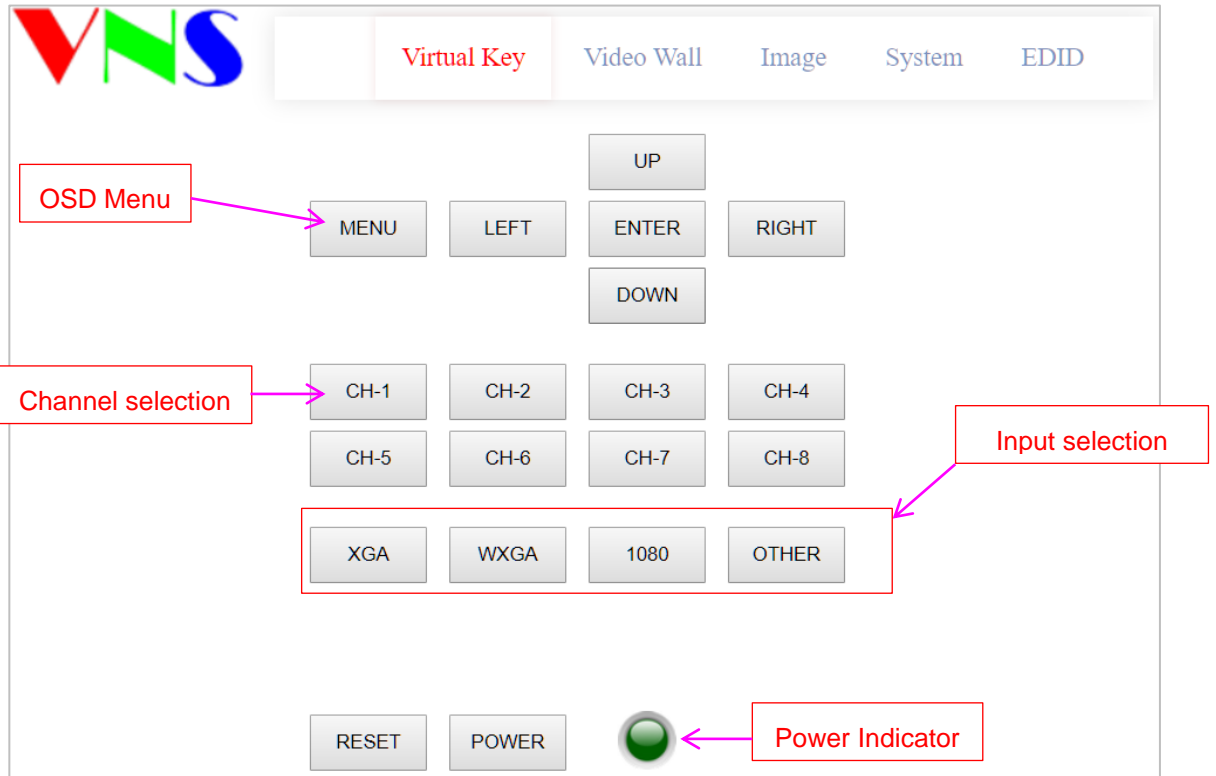 VNS
Virtual Key Video Wall Image System EDID
UP
OSD Menu
MENU LEFT ENTER RIGHT
DOWN
CH-1 CH-2 CH-3 CH-4
Channel selection
Input selection
CH-5 CH-6 CH-7 CH-8
XGA WXGA 1080 OTHER
RESET POWER
Power Indicator